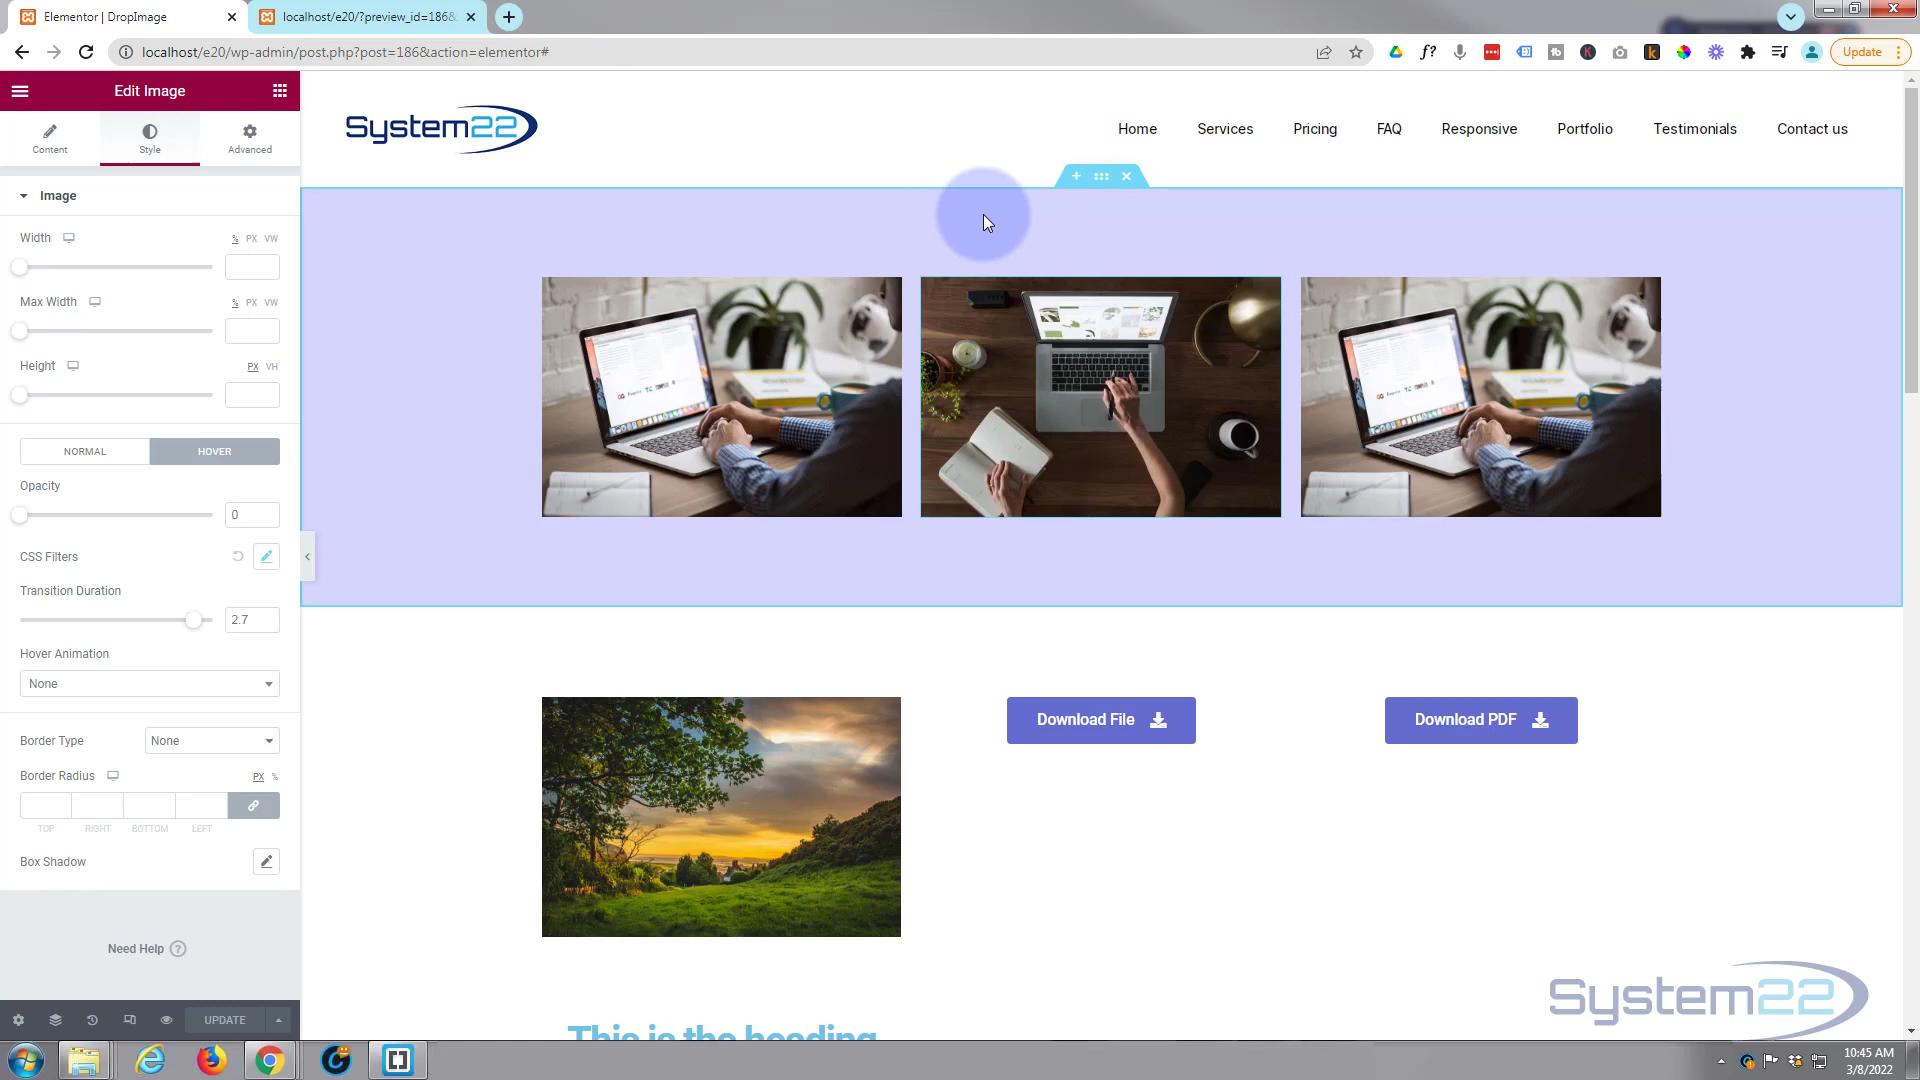 Elementor | DropImage
localhost/e20/?preview_id=186&
localhost/e20/wp-admin/post.php?post=186&action=elementor#
Update
Edit Image
Content
Style
Advanced
System22
Home
Services
Pricing
FAQ
Responsive
Portfolio
Testimonials
Contact us
Image
Width
% PX VW
Max Width
% PX VW
Height
PX VH
NORMAL
HOVER
Opacity
0
CSS Filters
Transition Duration
2.7
Hover Animation
None
Border Type
None
Border Radius
PX %
TOP
RIGHT
BOTTOM
LEFT
Box Shadow
Need Help
UPDATE
Download File
Download PDF
This is the heading
System22
10:45 AM
3/8/2022